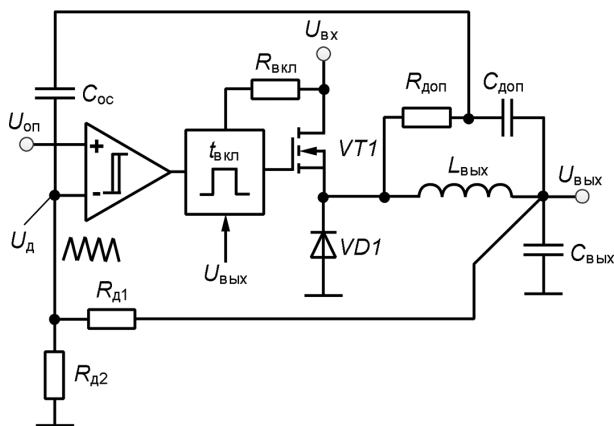 Uвх
Rвкл
Cос
Rдоп
Cдоп
Uоп
+
tвкл
VT1
Lвых
Uвых
-
Uд
VD1
Cвых
Uвых
Rд1
Rд2